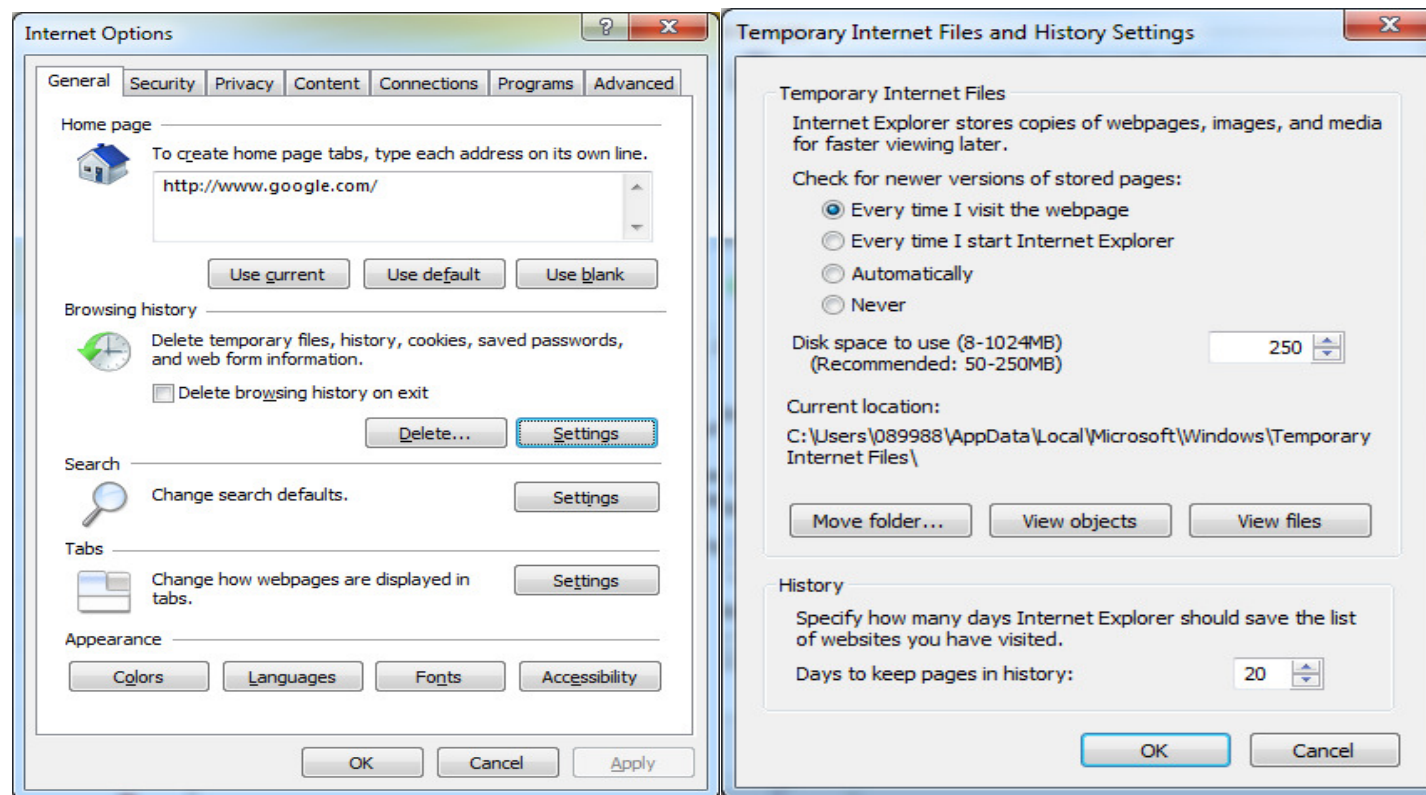 Internet Options
General Security Privacy Content Connections Programs Advanced
Home page
To create home page tabs, type each address on its own line.
http://www.google.com/
Use current Use default Use blank
Browsing history
Delete temporary files, history, cookies, saved passwords,
and web form information.
Delete browsing history on exit
Delete... Settings
Search
Change search defaults.
Settings
Tabs
Change how webpages are displayed in
tabs.
Settings
Appearance
Colors Languages Fonts Accessibility
OK Cancel Apply
Temporary Internet Files and History Settings
Temporary Internet Files
Internet Explorer stores copies of webpages, images, and media
for faster viewing later.
Check for newer versions of stored pages:
Every time I visit the webpage
Every time I start Internet Explorer
Automatically
Never
Disk space to use (8-1024MB) 250
(Recommended: 50-250MB)
Current location:
C:\Users\089988\AppData\Local\Microsoft\Windows\Temporary
Internet Files\
Move folder... View objects View files
History
Specify how many days Internet Explorer should save the list
of websites you have visited.
Days to keep pages in history: 20
OK Cancel